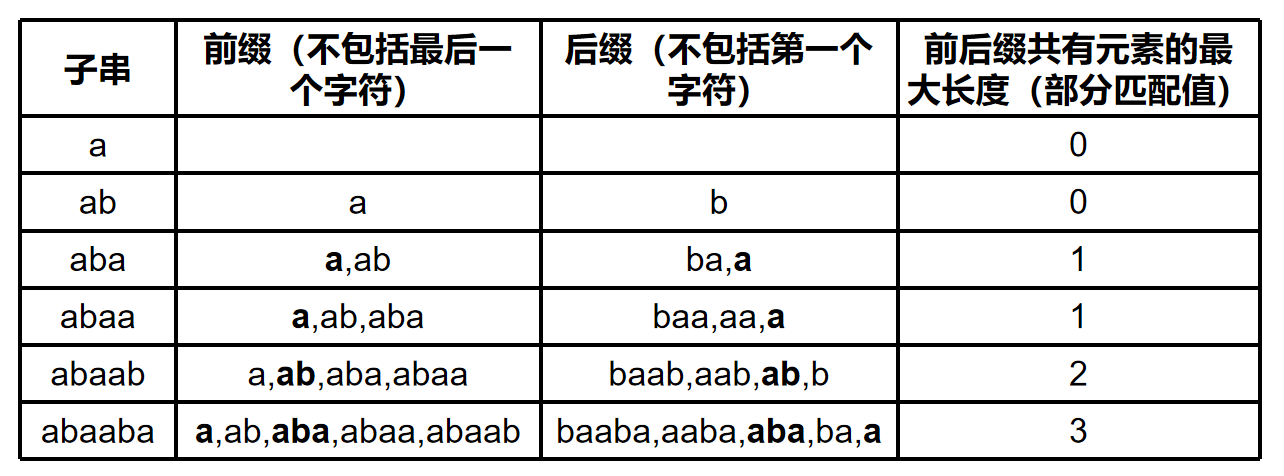 子串 前缀（不包括最后一个字符） 后缀（不包括第一个字符） 前后缀共有元素的最大长度（部分匹配值）
a 0
ab a b 0
aba a,ab ba,a 1
abaa a,ab,aba baa,aa,a 1
abaab a,ab,aba,abaa baab,aab,ab,b 2
abaaba a,ab,aba,abaa,abaab baaba,aaba,aba,ba,a 3